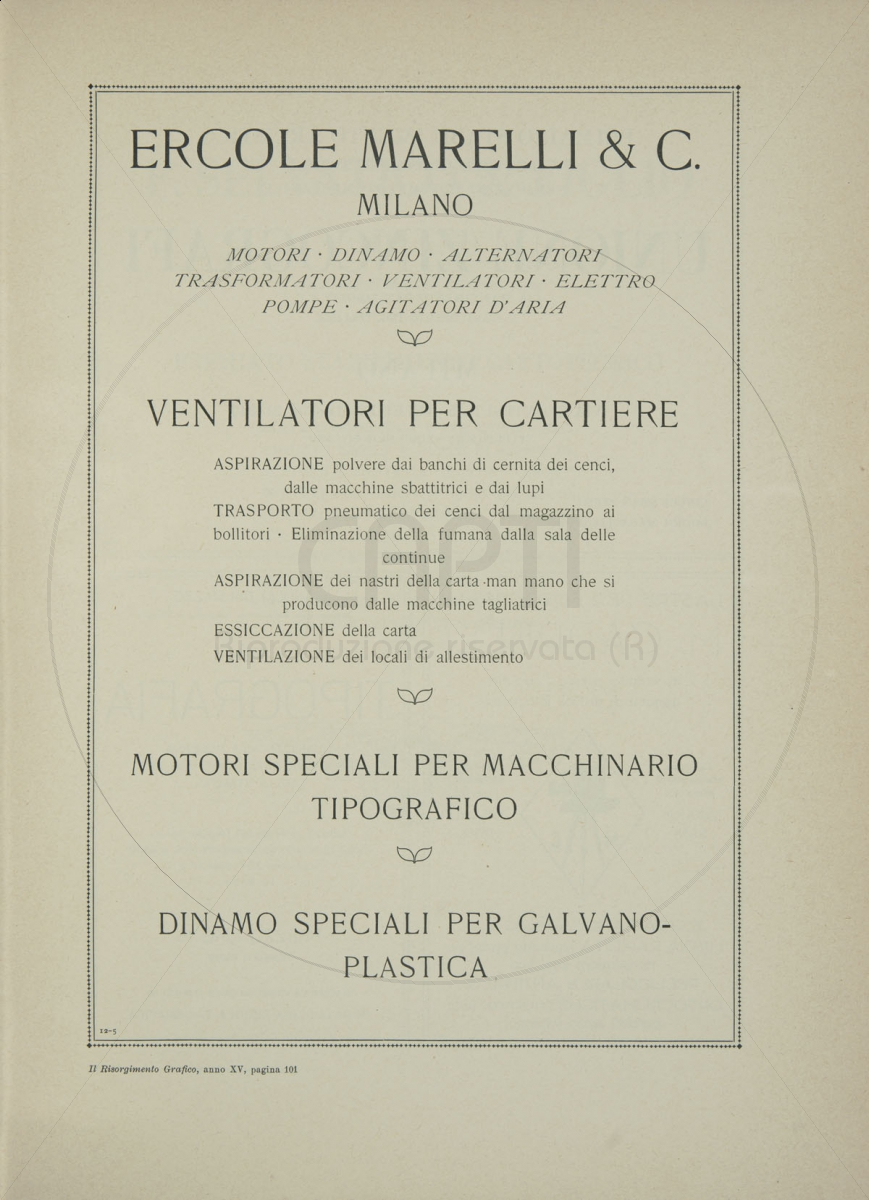 ERCOLE MARELLI & C.
MILANO
MOTORI · DINAMO · ALTERNATORI
TRASFORMATORI · VENTILATORI · ELETTRO
POMPE · AGITATORI D'ARIA
VENTILATORI PER CARTIERE
ASPIRAZIONE polvere dai banchi di cernita dei cenci,
dalle macchine sbattitrici e dai lupi
TRASPORTO pneumatico dei cenci dal magazzino ai
bollitori · Eliminazione della fumana dalla sala delle
continue
ASPIRAZIONE dei nastri della carta man mano che si
producono dalle macchine tagliatrici
CAPTI
ESSICCAZIONE della carta
Riproduzione riservata (R)
VENTILAZIONE dei locali di allestimento
MOTORI SPECIALI PER MACCHINARIO
TIPOGRAFICO
DINAMO SPECIALI PER GALVANO-
PLASTICA
12-5
Il Risorgimento Grafico, anno XV, pagina 101